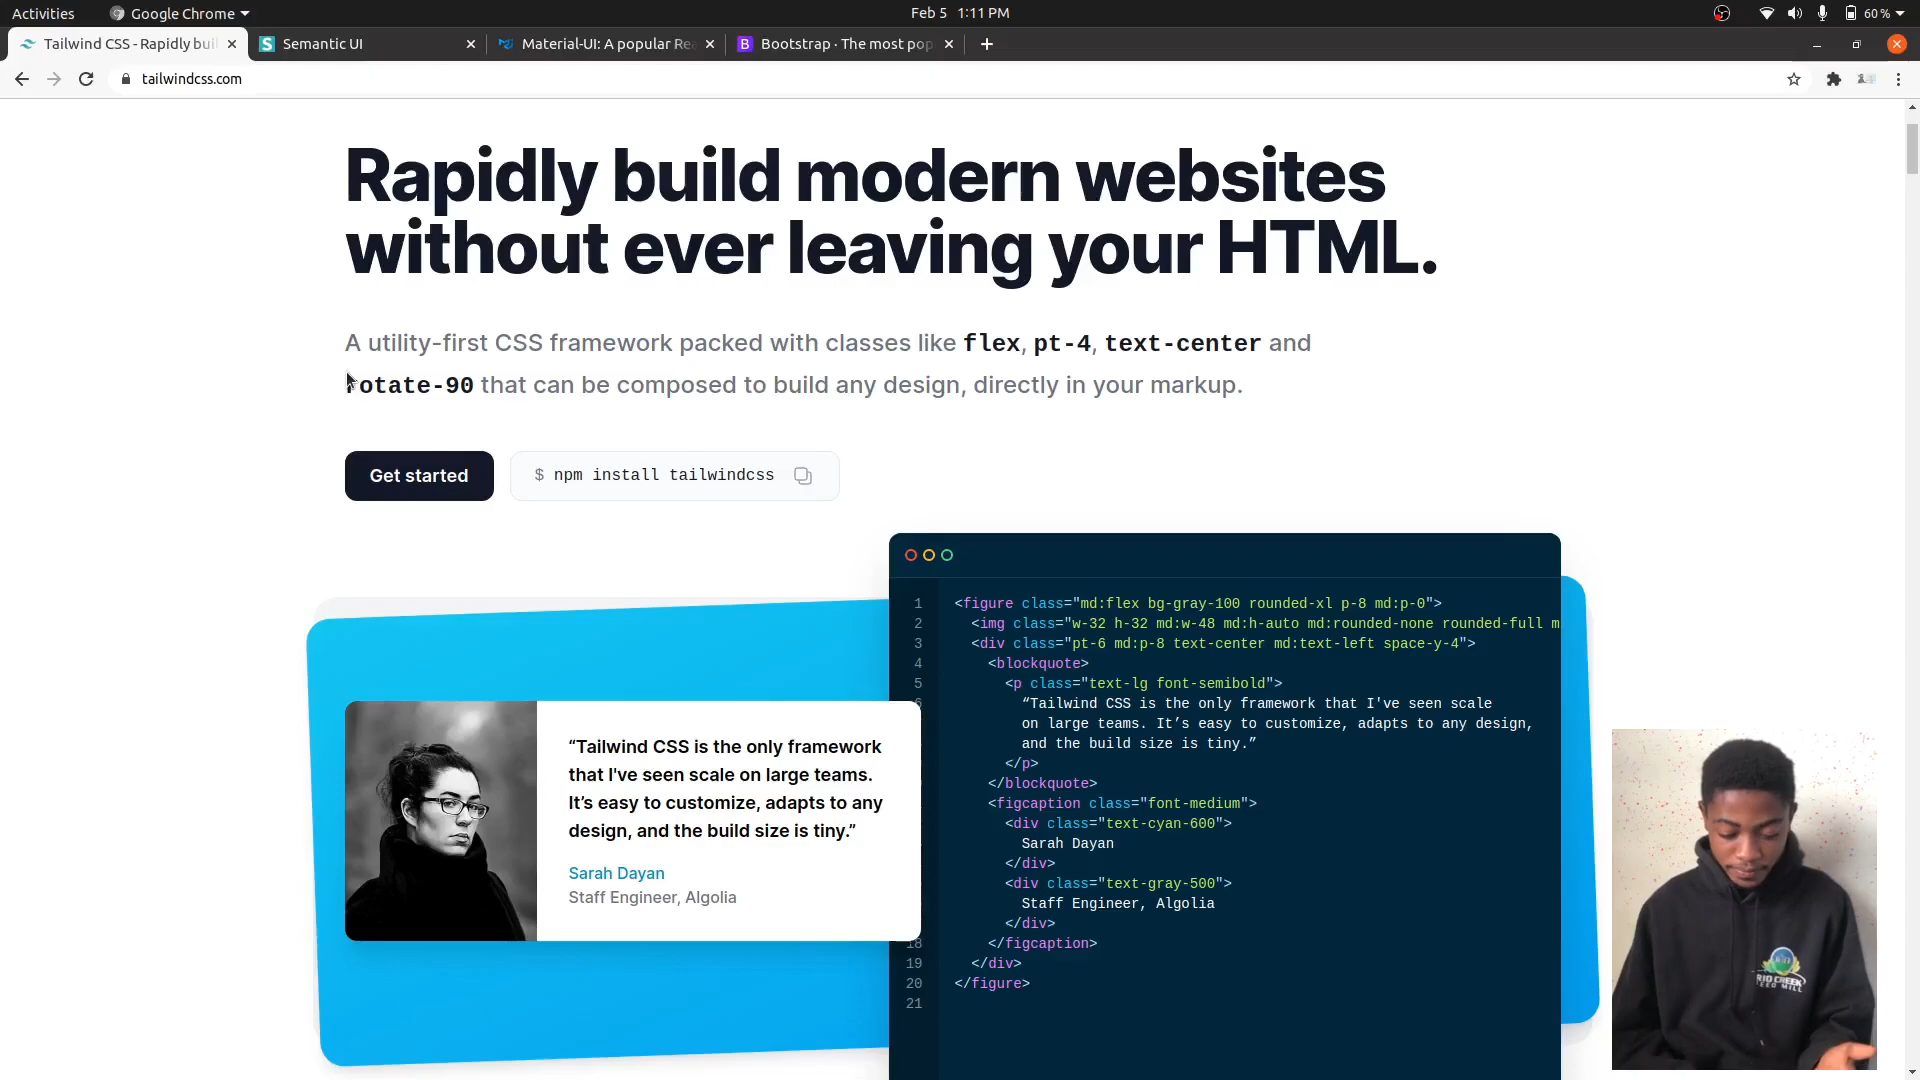 Activities
Google Chrome
Feb 5 1:11 PM
60 %
Tailwind CSS - Rapidly buil
Semantic UI
Material-UI: A popular Re
Bootstrap · The most pop
tailwindcss.com
Rapidly build modern websites
without ever leaving your HTML.
A utility-first CSS framework packed with classes like flex, pt-4, text-center and
rotate-90 that can be composed to build any design, directly in your markup.
Get started
$ npm install tailwindcss
“Tailwind CSS is the only framework
that I've seen scale on large teams.
It’s easy to customize, adapts to any
design, and the build size is tiny.”
Sarah Dayan
Staff Engineer, Algolia
1 <figure class="md:flex bg-gray-100 rounded-xl p-8 md:p-0">
2 <img class="w-32 h-32 md:w-48 md:h-auto md:rounded-none rounded-full m
3 <div class="pt-6 md:p-8 text-center md:text-left space-y-4">
4 <blockquote>
5 <p class="text-lg font-semibold">
6 “Tailwind CSS is the only framework that I've seen scale
on large teams. It’s easy to customize, adapts to any design,
and the build size is tiny.”
</p>
</blockquote>
<figcaption class="font-medium">
<div class="text-cyan-600">
Sarah Dayan
</div>
<div class="text-gray-500">
Staff Engineer, Algolia
</div>
18 </figcaption>
19 </div>
20 </figure>
21
RIO CREEK
FEED MILL